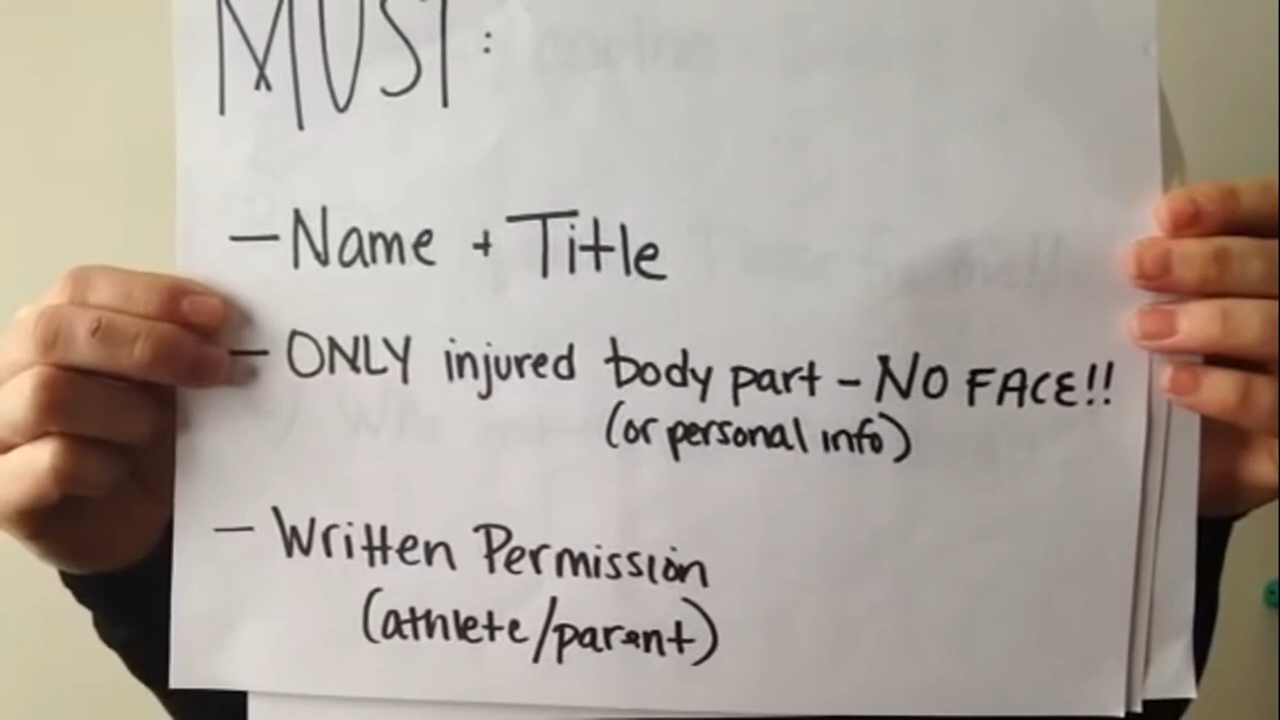 MUST:
- Name + Title
- ONLY injured body part - NO FACE!!
(or personal info)
- Written Permission
(athlete/parent)